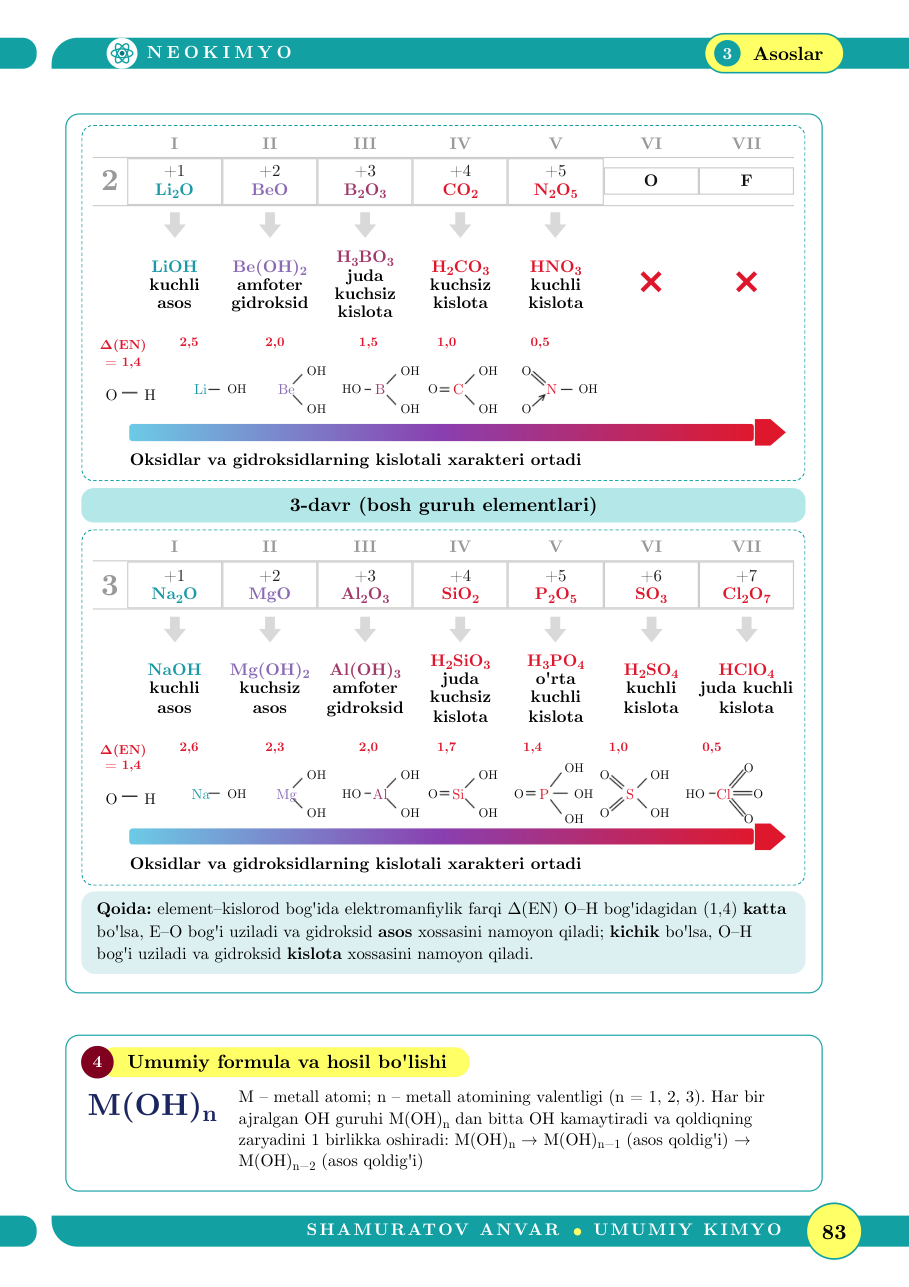 NEOKIMYO
3 Asoslar
I II III IV V VI VII
2
+1 +2 +3 +4 +5
Li₂O BeO B₂O₃ CO₂ N₂O₅ O F
LiOH Be(OH)₂ H₃BO₃ H₂CO₃ HNO₃
kuchli asos
amfoter gidroksid
juda kuchsiz kislota
kuchsiz kislota
kuchli kislota
Δ(EN) = 1,4
2,5 2,0 1,5 1,0 0,5
O H
Li OH
Be OH OH
HO B OH OH
O C OH OH
O O N OH
Oksidlar va gidroksidlarning kislotali xarakteri ortadi
3-davr (bosh guruh elementlari)
I II III IV V VI VII
3
+1 +2 +3 +4 +5 +6 +7
Na₂O MgO Al₂O₃ SiO₂ P₂O₅ SO₃ Cl₂O₇
NaOH Mg(OH)₂ Al(OH)₃ H₂SiO₃ H₃PO₄ H₂SO₄ HClO₄
kuchli asos
kuchsiz asos
amfoter gidroksid
juda kuchsiz kislota
o'rta kuchli kislota
kuchli kislota
juda kuchli kislota
Δ(EN) = 1,4
2,6 2,3 2,0 1,7 1,4 1,0 0,5
O H
Na OH
Mg OH OH
HO Al OH OH
O Si OH OH
O P OH OH OH
O O S OH OH
HO Cl O O O
Oksidlar va gidroksidlarning kislotali xarakteri ortadi
Qoida: element–kislorod bog'ida elektromanfiylik farqi Δ(EN) O–H bog'idagidan (1,4) katta
bo'lsa, E–O bog'i uziladi va gidroksid asos xossasini namoyon qiladi; kichik bo'lsa, O–H
bog'i uziladi va gidroksid kislota xossasini namoyon qiladi.
4 Umumiy formula va hosil bo'lishi
M(OH)ₙ
M – metall atomi; n – metall atomining valentligi (n = 1, 2, 3). Har bir
ajralgan OH guruhi M(OH)ₙ dan bitta OH kamaytiradi va qoldiqning
zaryadini 1 birlikka oshiradi: M(OH)ₙ → M(OH)ₙ₋₁ (asos qoldig'i) →
M(OH)ₙ₋₂ (asos qoldig'i)
SHAMURATOV ANVAR • UMUMIY KIMYO 83